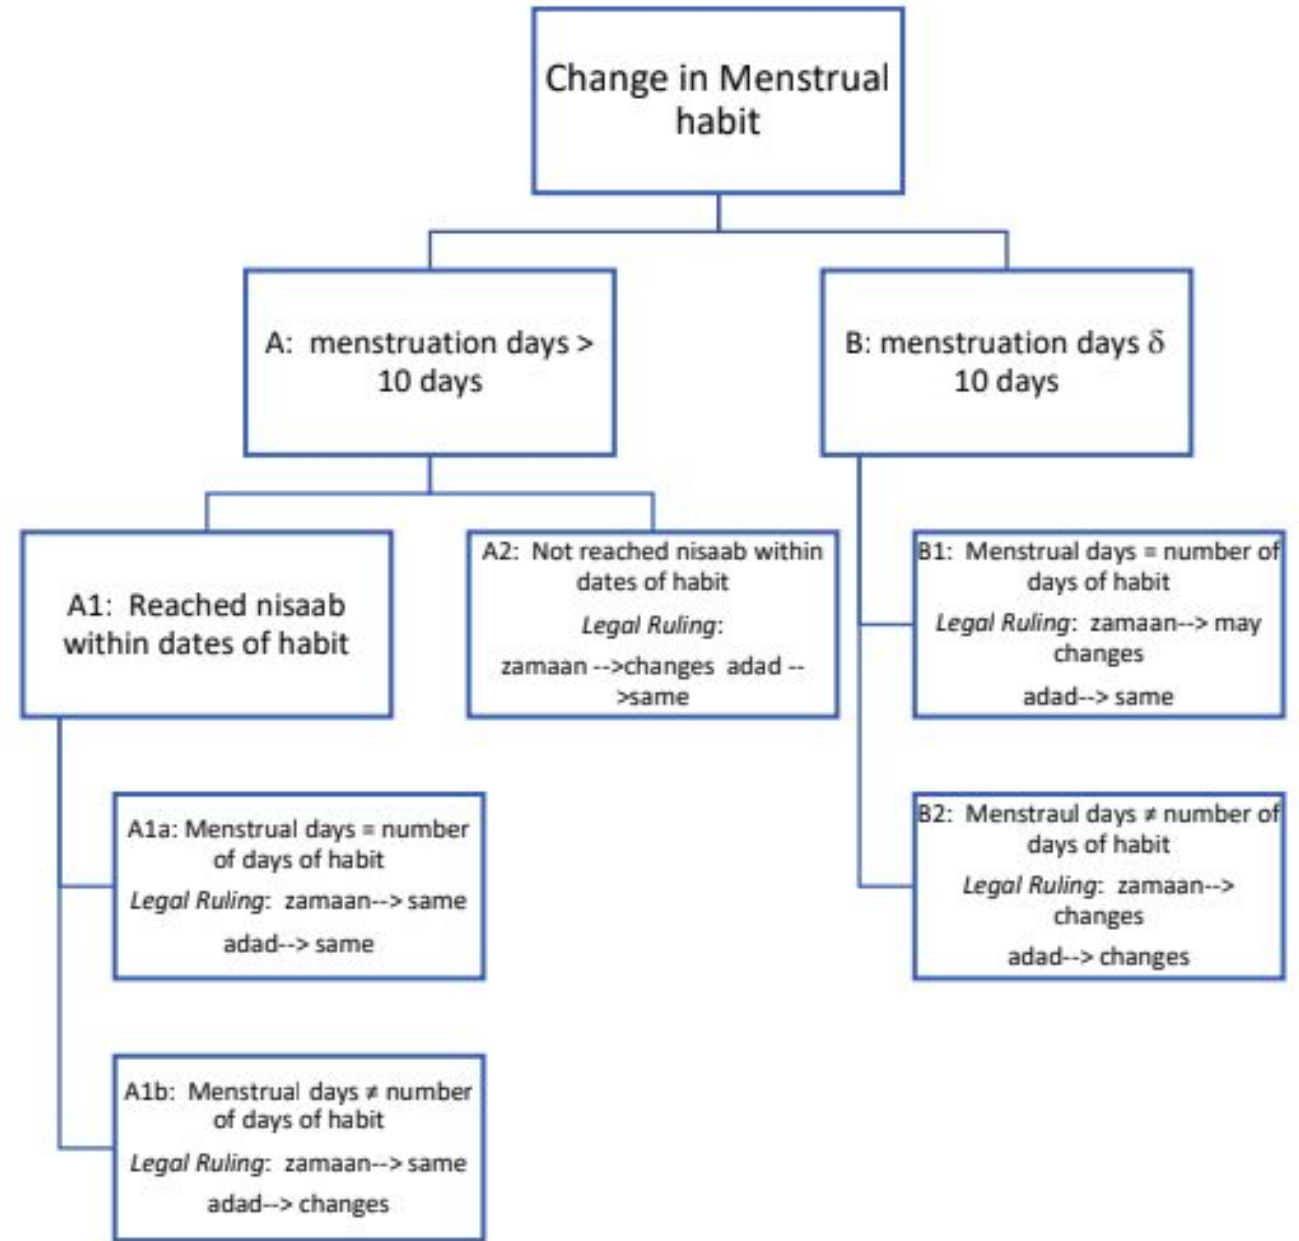 Change in Menstrual
habit
A:  menstruation days >
10 days
B: menstruation days δ
10 days
A1:  Reached nisaab
within dates of habit
A2:  Not reached nisaab within
dates of habit
Legal Ruling:
zamaan -->changes  adad --
>same
B1:  Menstrual days = number of
days of habit
Legal Ruling:  zamaan--> may
changes
adad--> same
A1a: Menstrual days = number
of days of habit
Legal Ruling:  zamaan--> same
adad--> same
B2:  Menstraul days ≠ number of
days of habit
Legal Ruling:  zamaan-->
changes
adad--> changes
A1b:  Menstrual days ≠ number
of days of habit
Legal Ruling:  zamaan--> same
adad--> changes